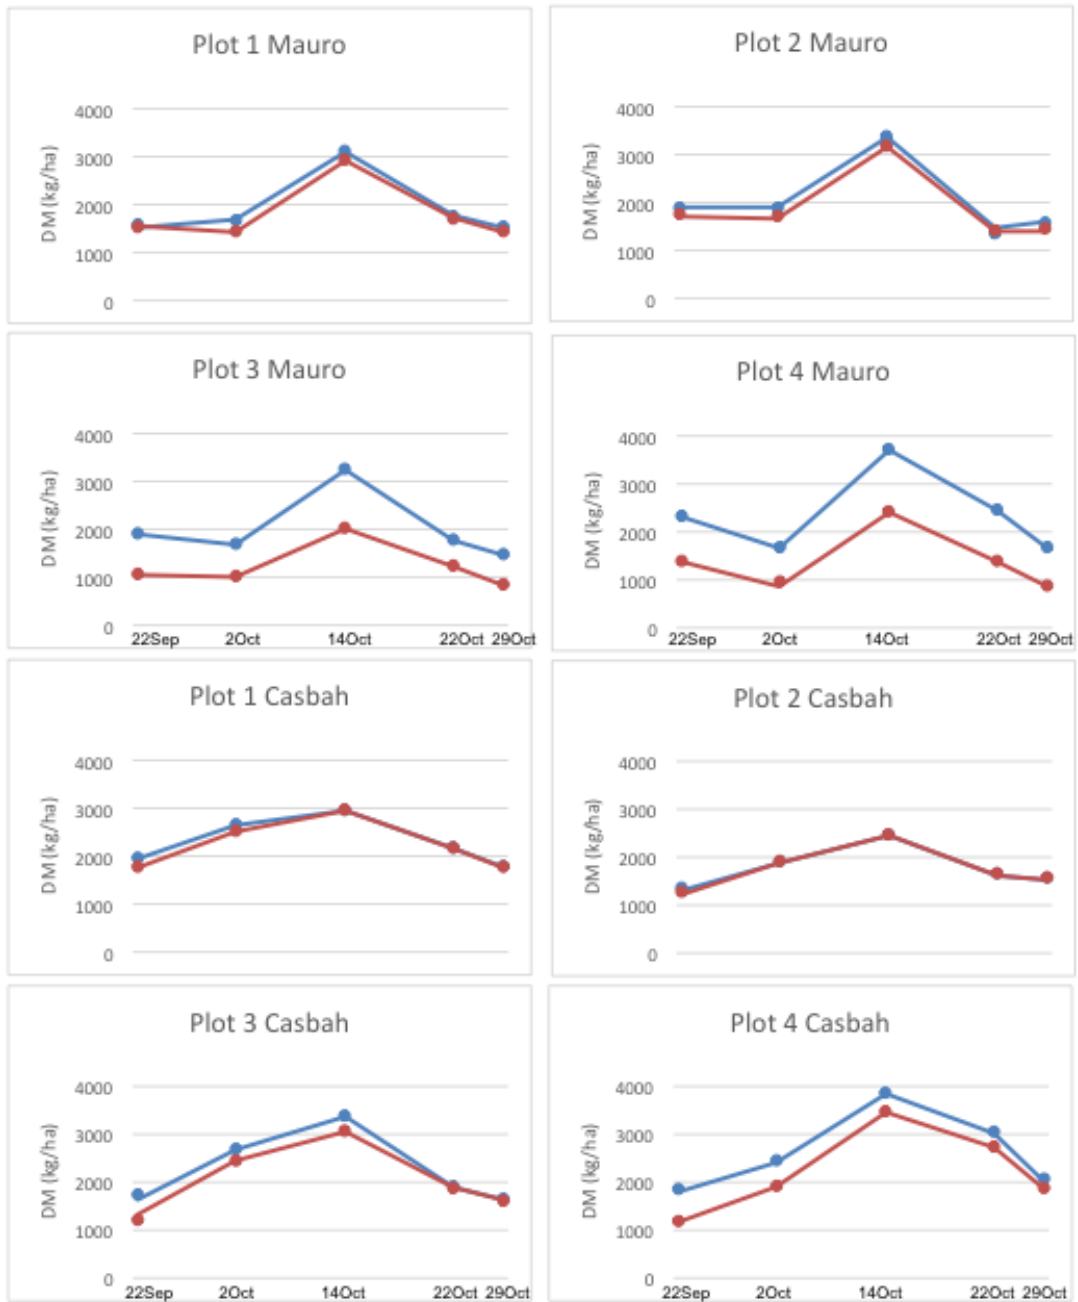 Plot 1 Mauro
4000
3000
2000
1000
0
DM (kg/ha)
Plot 2 Mauro
4000
3000
2000
1000
0
DM (kg/ha)
Plot 3 Mauro
4000
3000
2000
1000
0
DM (kg/ha)
22Sep 2Oct 14Oct 22Oct 29Oct
Plot 4 Mauro
4000
3000
2000
1000
0
DM (kg/ha)
22Sep 2Oct 14Oct 22Oct 29Oct
Plot 1 Casbah
4000
3000
2000
1000
0
DM (kg/ha)
Plot 2 Casbah
4000
3000
2000
1000
0
DM (kg/ha)
Plot 3 Casbah
4000
3000
2000
1000
0
DM (kg/ha)
22Sep 2Oct 14Oct 22Oct 29Oct
Plot 4 Casbah
4000
3000
2000
1000
0
DM (kg/ha)
22Sep 2Oct 14Oct 22Oct 29Oct